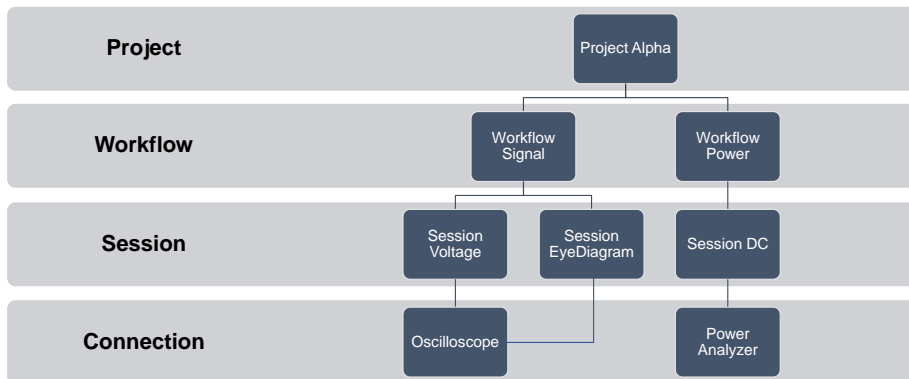 Project
Project Alpha
Workflow
Workflow
Signal
Workflow
Power
Session
Session
Voltage
Session
EyeDiagram
Session DC
Connection
Oscilloscope
Power
Analyzer